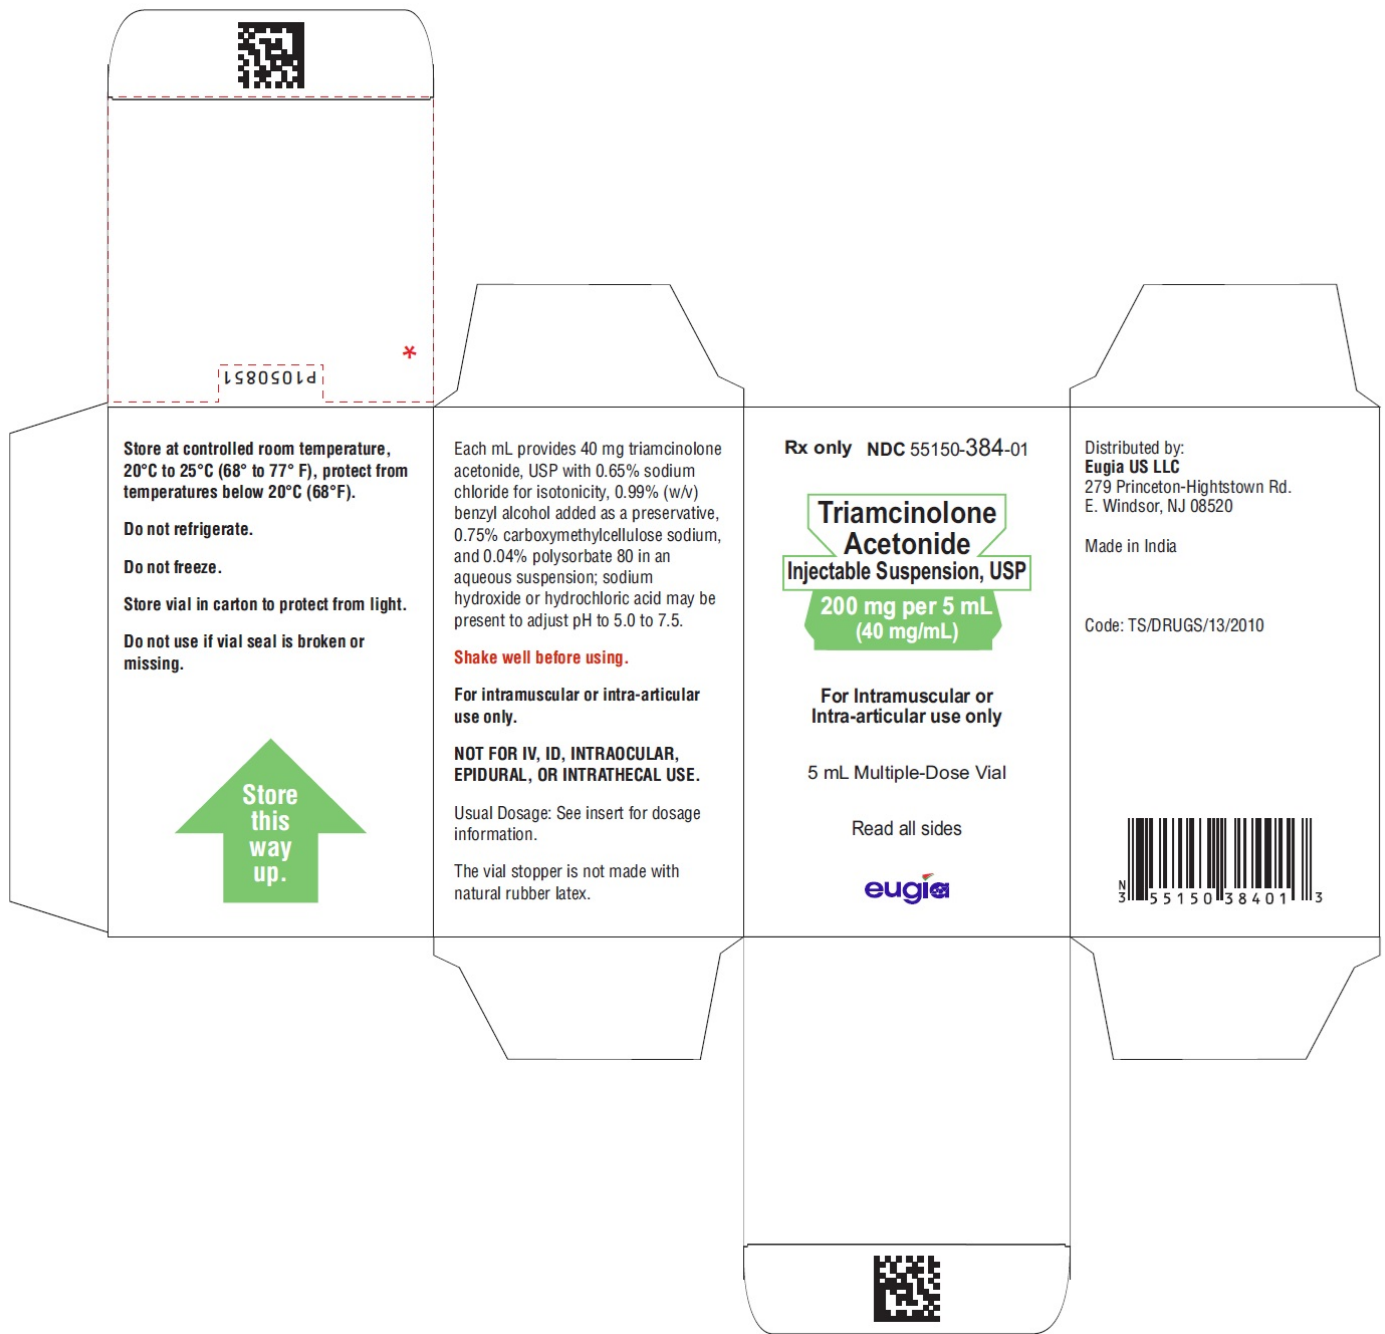 P1050851
*
Store at controlled room temperature,
20°C to 25°C (68° to 77° F), protect from
temperatures below 20°C (68°F).
Do not refrigerate.
Do not freeze.
Store vial in carton to protect from light.
Do not use if vial seal is broken or
missing.
Store
this
way
up.
Each mL provides 40 mg triamcinolone
acetonide, USP with 0.65% sodium
chloride for isotonicity, 0.99% (w/v)
benzyl alcohol added as a preservative,
0.75% carboxymethylcellulose sodium,
and 0.04% polysorbate 80 in an
aqueous suspension; sodium
hydroxide or hydrochloric acid may be
present to adjust pH to 5.0 to 7.5.
Shake well before using.
For intramuscular or intra-articular
use only.
NOT FOR IV, ID, INTRAOCULAR,
EPIDURAL, OR INTRATHECAL USE.
Usual Dosage: See insert for dosage
information.
The vial stopper is not made with
natural rubber latex.
Rx only NDC 55150-384-01
Triamcinolone
Acetonide
Injectable Suspension, USP
200 mg per 5 mL
(40 mg/mL)
For Intramuscular or
Intra-articular use only
5 mL Multiple-Dose Vial
Read all sides
eugia
Distributed by:
Eugia US LLC
279 Princeton-Hightstown Rd.
E. Windsor, NJ 08520
Made in India
Code: TS/DRUGS/13/2010
N
3 55150 38401 3